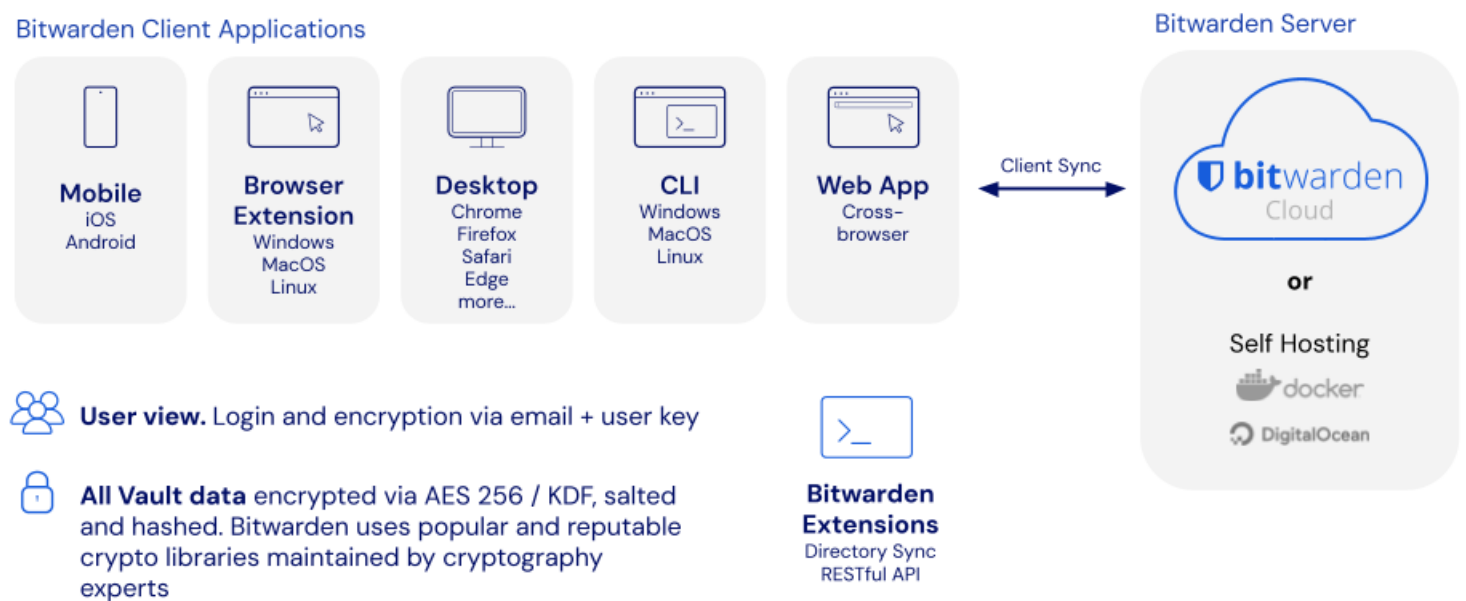 Bitwarden Client Applications
Bitwarden Server
Mobile
iOS
Android
Browser
Extension
Windows
MacOS
Linux
Desktop
Chrome
Firefox
Safari
Edge
more...
CLI
Windows
MacOS
Linux
Web App
Cross-
browser
Client Sync
bitwarden
Cloud
or
Self Hosting
docker
DigitalOcean
User view. Login and encryption via email + user key
All Vault data encrypted via AES 256 / KDF, salted
and hashed. Bitwarden uses popular and reputable
crypto libraries maintained by cryptography
experts
>_
Bitwarden
Extensions
Directory Sync
RESTful API